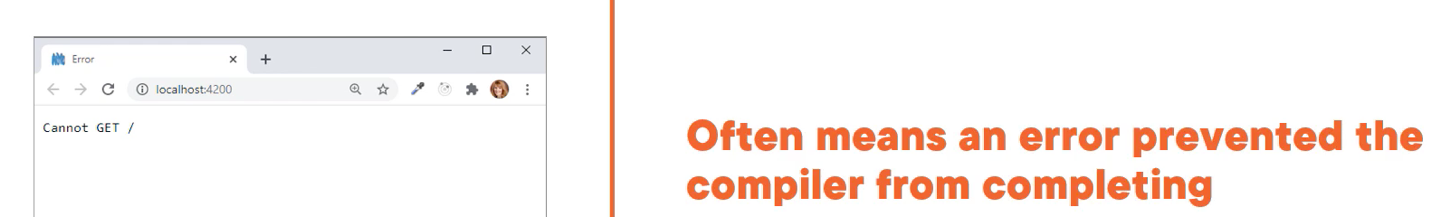 Error
localhost:4200
Cannot GET /
Often means an error prevented the
compiler from completing